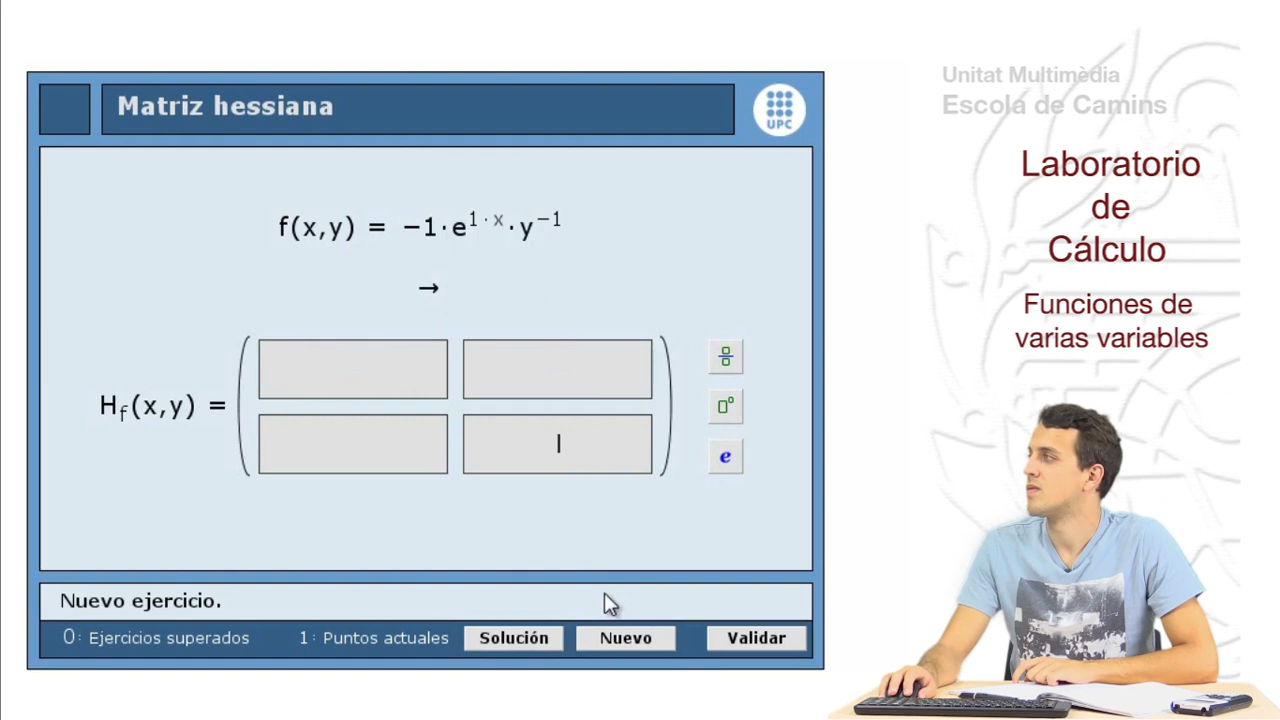 Unitat Multimèdia
Escola de Camins
Laboratorio
de
Cálculo
Funciones de
varias variables
Matriz hessiana
UPC
f(x,y) = −1·e^{1·x}·y^{−1}
→
H_f(x,y) =
e
Nuevo ejercicio.
0: Ejercicios superados 1: Puntos actuales Solución Nuevo Validar